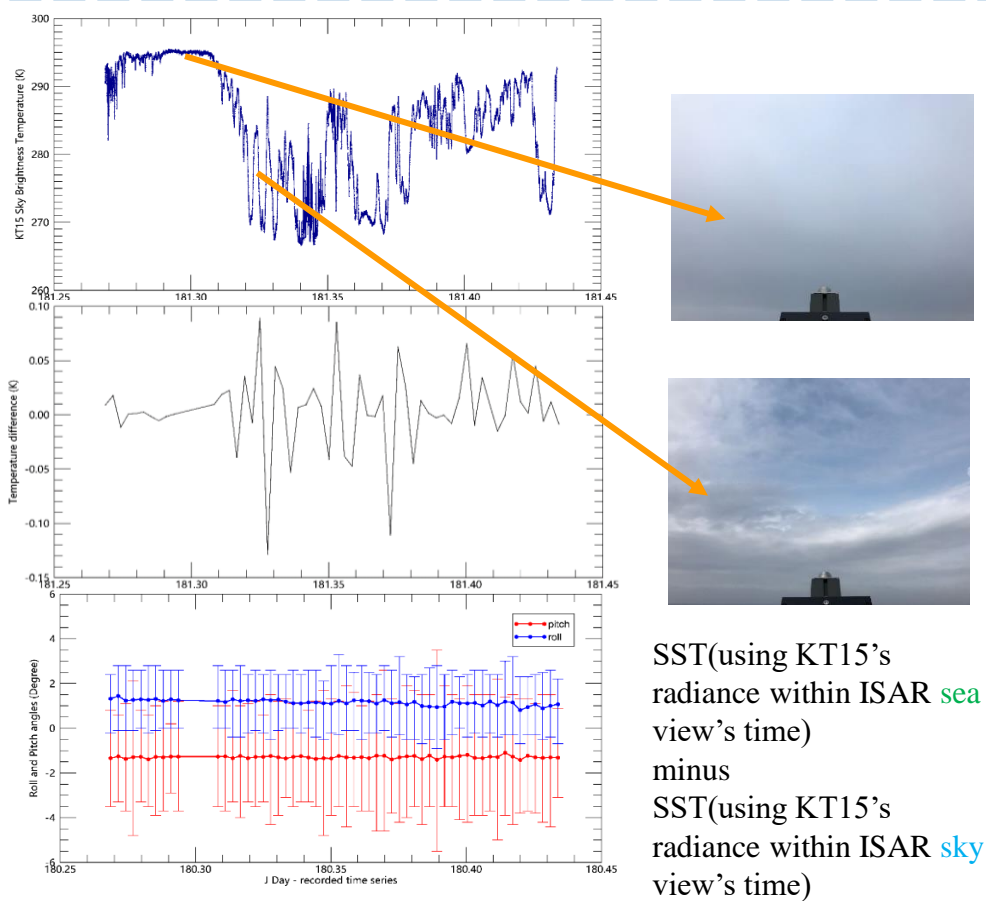 300
290
280
270
260
KT15 Sky Brightness Temperature (K)
181.25 181.30 181.35 181.40 181.45
0.10
0.05
0.00
-0.05
-0.10
-0.15
Temperature difference (K)
181.25 181.30 181.35 181.40 181.45
6
4
2
0
-2
-4
-6
Roll and Pitch angles (Degree)
pitch
roll
180.25 180.30 180.35 180.40 180.45
J Day - recorded time series
SST(using KT15's
radiance within ISAR sea
view's time)
minus
SST(using KT15's
radiance within ISAR sky
view's time)